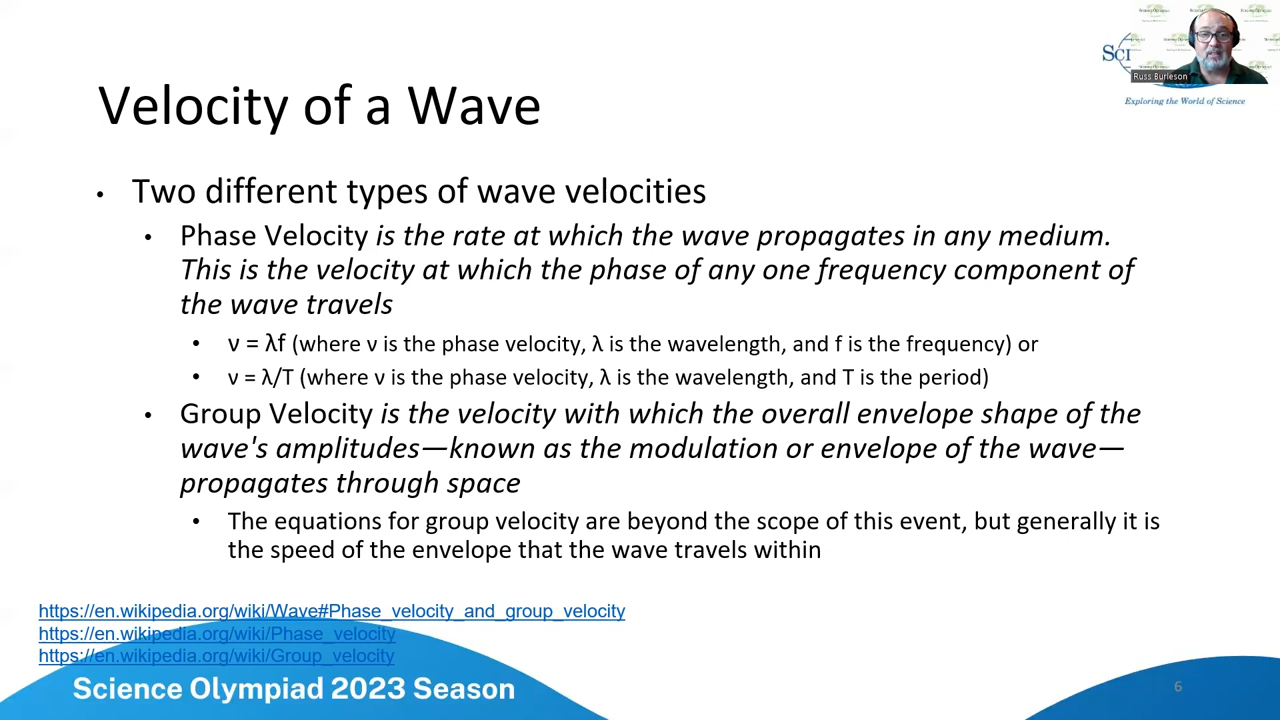 Velocity of a Wave
SCI
Russ Burleson
Exploring the World of Science
• Two different types of wave velocities
• Phase Velocity is the rate at which the wave propagates in any medium.
This is the velocity at which the phase of any one frequency component of
the wave travels
• ν = λf (where ν is the phase velocity, λ is the wavelength, and f is the frequency) or
• ν = λ/T (where ν is the phase velocity, λ is the wavelength, and T is the period)
• Group Velocity is the velocity with which the overall envelope shape of the
wave's amplitudes—known as the modulation or envelope of the wave—
propagates through space
• The equations for group velocity are beyond the scope of this event, but generally it is
the speed of the envelope that the wave travels within
https://en.wikipedia.org/wiki/Wave#Phase_velocity_and_group_velocity
https://en.wikipedia.org/wiki/Phase_velocity
https://en.wikipedia.org/wiki/Group_velocity
Science Olympiad 2023 Season
6